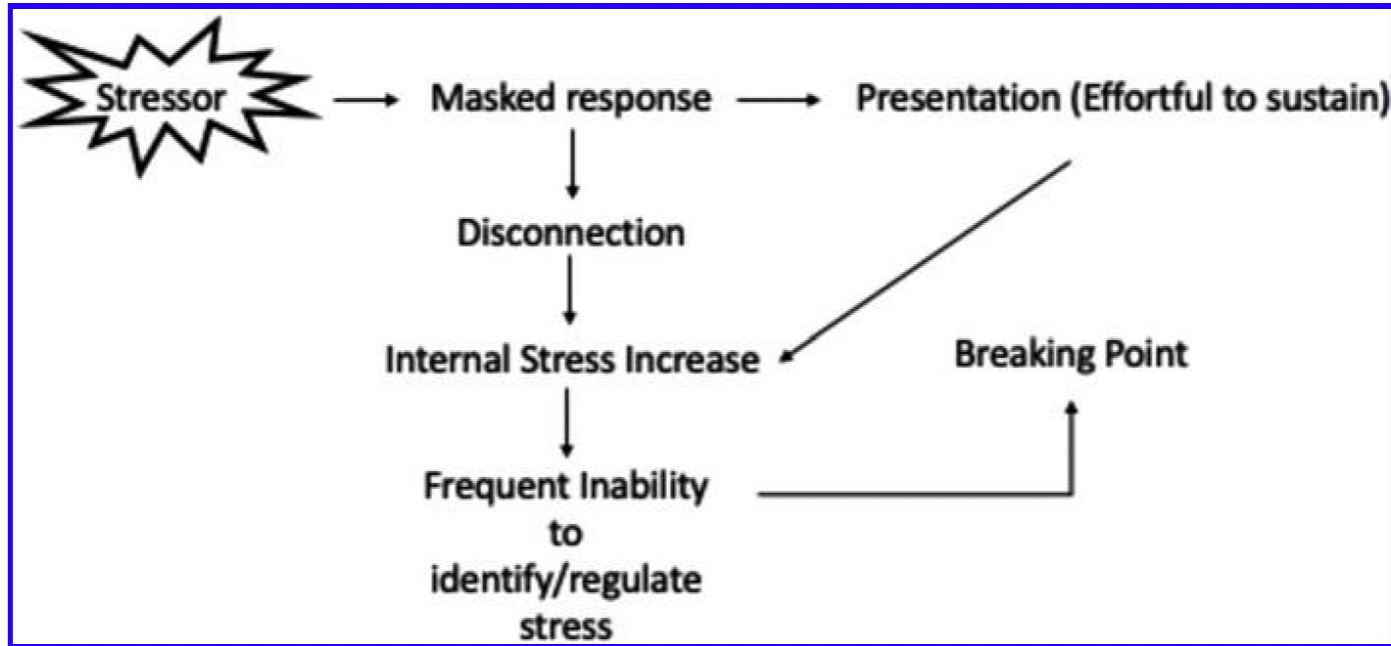 Stressor
Masked response
Presentation (Effortful to sustain)
Disconnection
Internal Stress Increase
Breaking Point
Frequent Inability
to
identify/regulate
stress